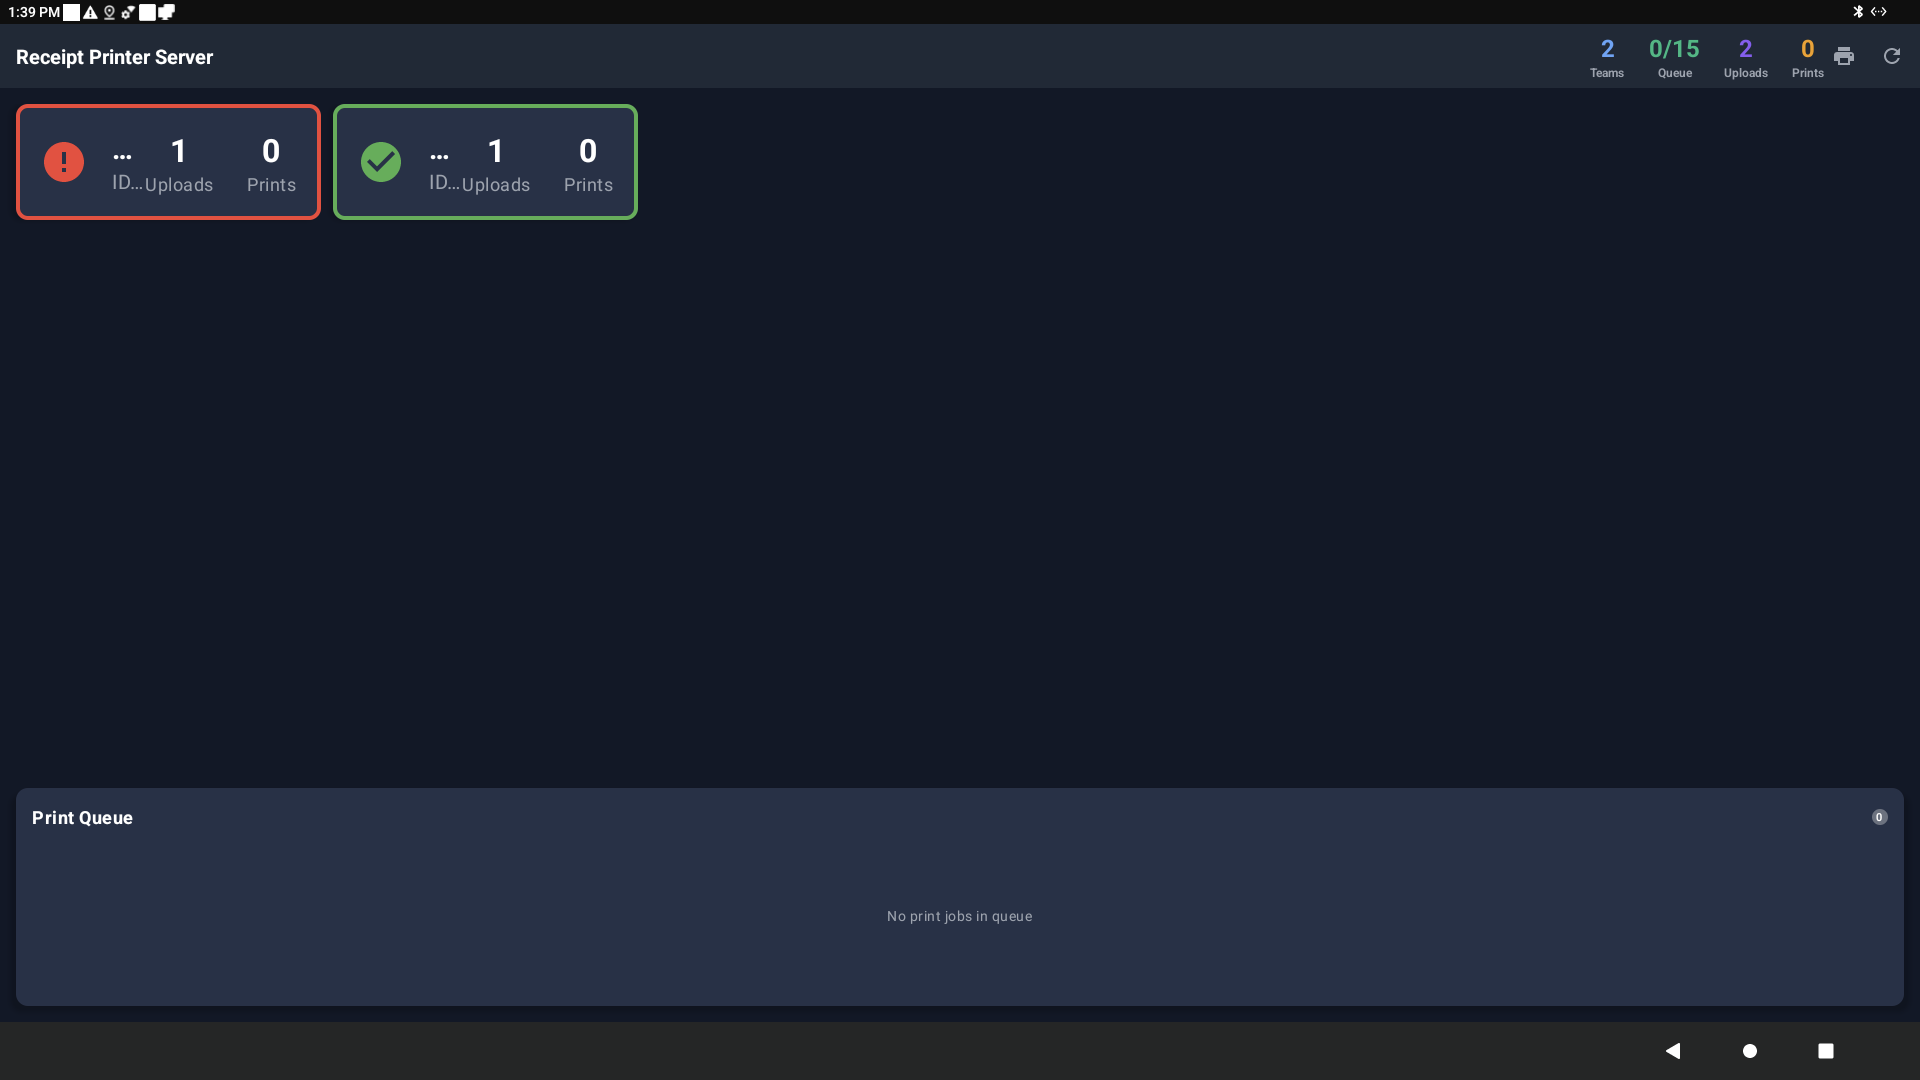 1:39 PM
Receipt Printer Server
2 0/15 2 0
Teams Queue Uploads Prints
... 1 0
ID... Uploads Prints
... 1 0
ID... Uploads Prints
Print Queue
0
No print jobs in queue